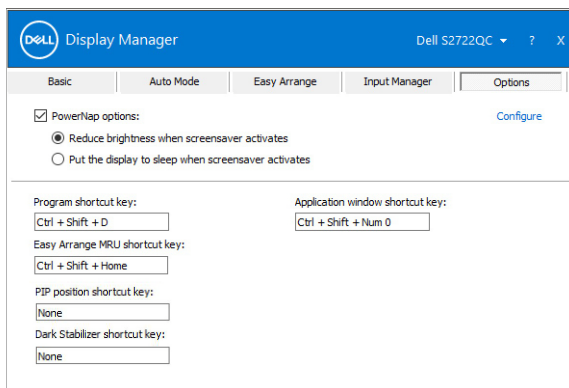 DELL Display Manager
Dell S2722QC ? X
Basic Auto Mode Easy Arrange Input Manager Options
PowerNap options: Configure
Reduce brightness when screensaver activates
Put the display to sleep when screensaver activates
Program shortcut key: Application window shortcut key:
Ctrl + Shift + D Ctrl + Shift + Num 0
Easy Arrange MRU shortcut key:
Ctrl + Shift + Home
PIP position shortcut key:
None
Dark Stabilizer shortcut key:
None